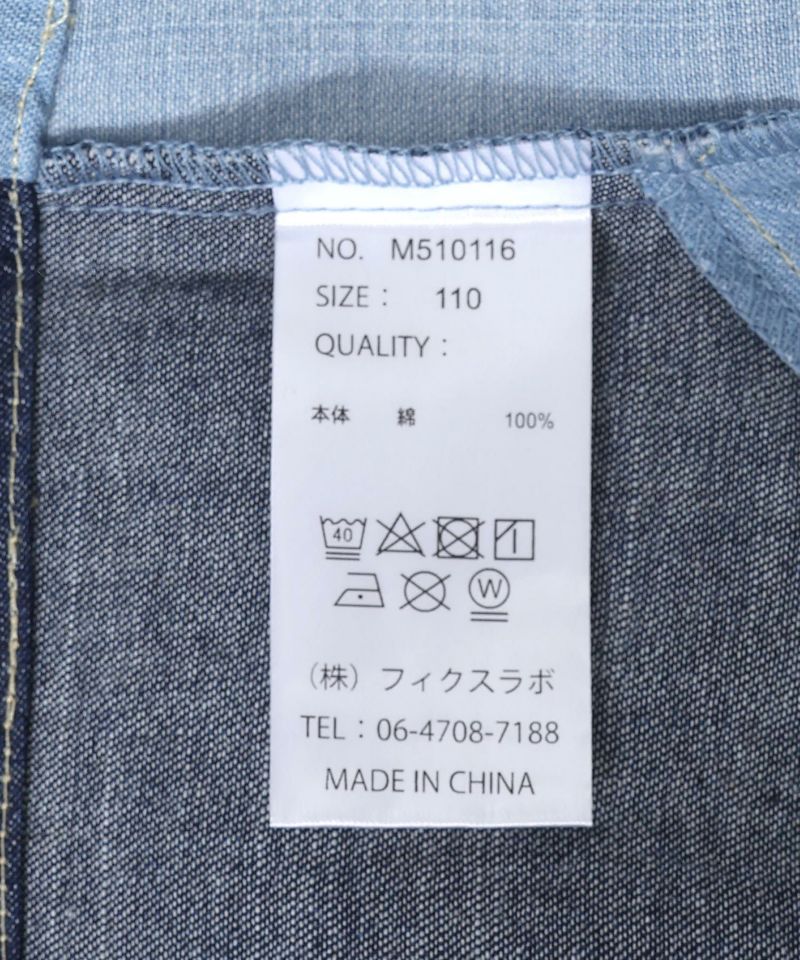 NO. M510116
SIZE： 110
QUALITY：
本体 綿 100%
40
W
（株）フィクスラボ
TEL：06-4708-7188
MADE IN CHINA